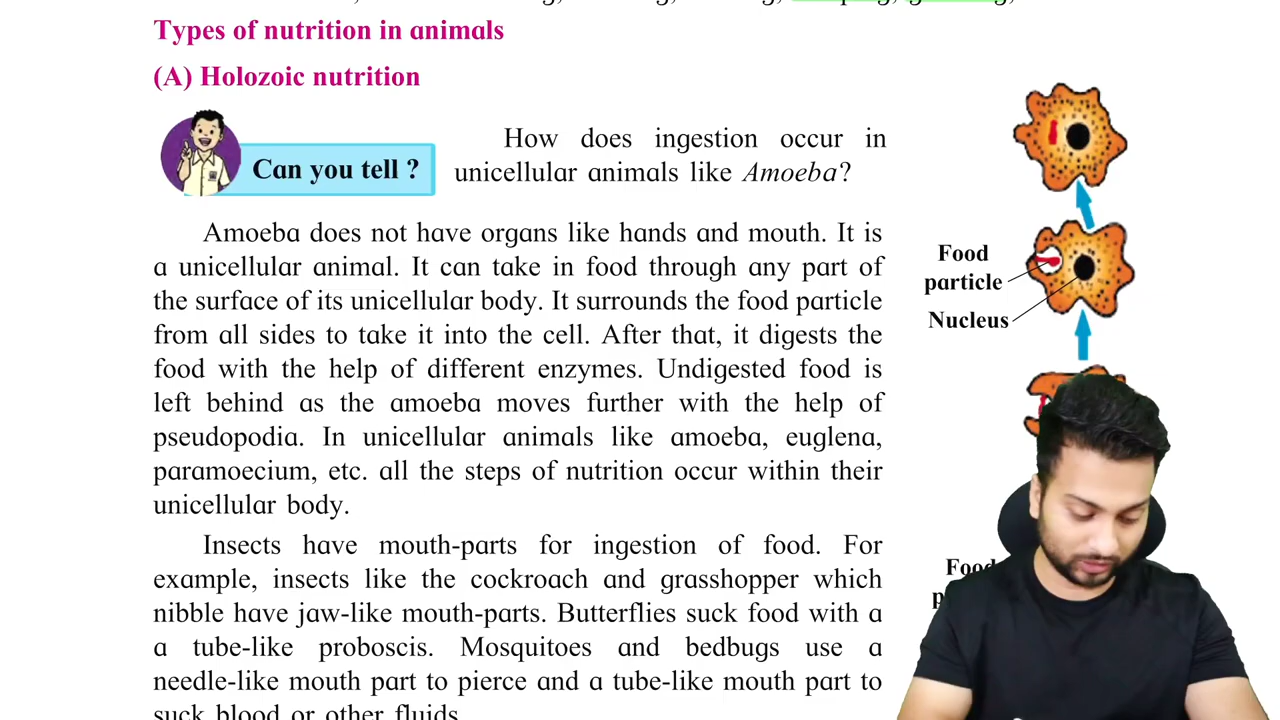 Types of nutrition in animals
(A) Holozoic nutrition
Can you tell ?
How does ingestion occur in
unicellular animals like Amoeba?
Amoeba does not have organs like hands and mouth. It is
a unicellular animal. It can take in food through any part of
the surface of its unicellular body. It surrounds the food particle
from all sides to take it into the cell. After that, it digests the
food with the help of different enzymes. Undigested food is
left behind as the amoeba moves further with the help of
pseudopodia. In unicellular animals like amoeba, euglena,
paramoecium, etc. all the steps of nutrition occur within their
unicellular body.
Insects have mouth-parts for ingestion of food. For
example, insects like the cockroach and grasshopper which
nibble have jaw-like mouth-parts. Butterflies suck food with a
a tube-like proboscis. Mosquitoes and bedbugs use a
needle-like mouth part to pierce and a tube-like mouth part to
suck blood or other fluids.
Food
particle
Nucleus
Food